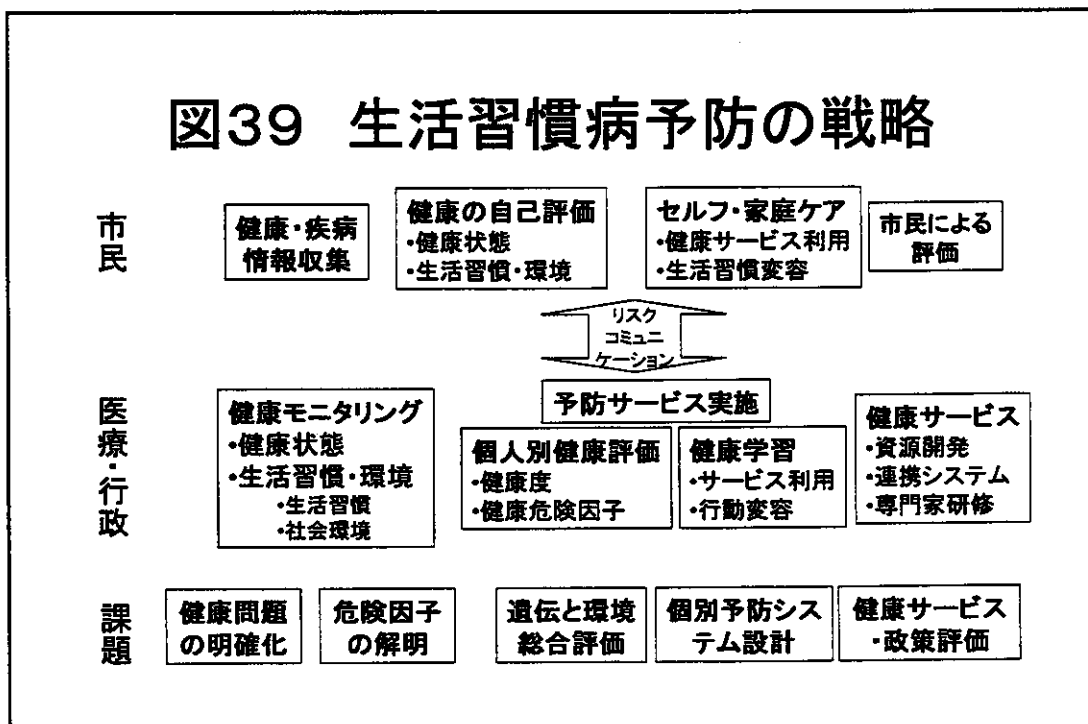 図39 生活習慣病予防の戦略
市民
健康・疾病
情報収集
健康の自己評価
・健康状態
・生活習慣・環境
セルフ・家庭ケア
・健康サービス利用
・生活習慣変容
市民による
評価
リスク
コミュニ
ケーション
医療・行政
健康モニタリング
・健康状態
・生活習慣・環境
・生活習慣
・社会環境
予防サービス実施
個人別健康評価
・健康度
・健康危険因子
健康学習
・サービス利用
・行動変容
健康サービス
・資源開発
・連携システム
・専門家研修
課題
健康問題
の明確化
危険因子
の解明
遺伝と環境
総合評価
個別予防シス
テム設計
健康サービス
・政策評価